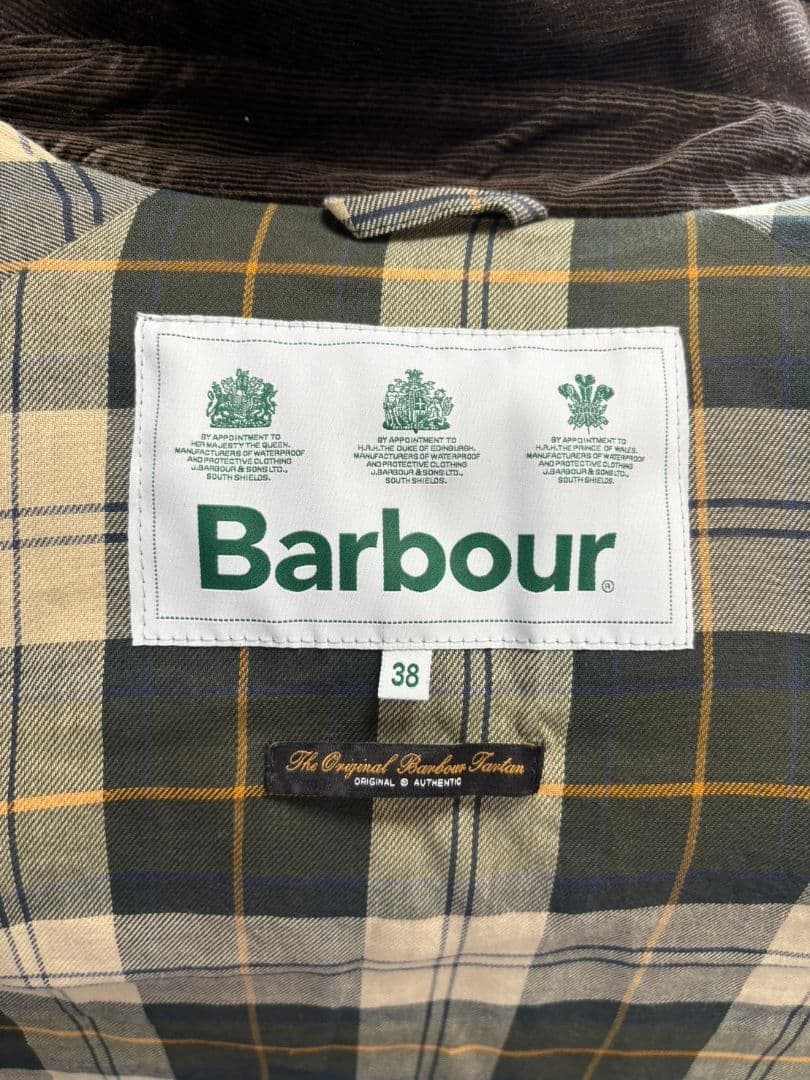 BY APPOINTMENT TO
HER MAJESTY THE QUEEN.
MANUFACTURERS OF WATERPROOF
AND PROTECTIVE CLOTHING
J.BARBOUR & SONS LTD.,
SOUTH SHIELDS.
BY APPOINTMENT TO
H.R.H. THE DUKE OF EDINBURGH.
MANUFACTURERS OF WATERPROOF
AND PROTECTIVE CLOTHING
J.BARBOUR & SONS LTD.,
SOUTH SHIELDS.
BY APPOINTMENT TO
H.R.H. THE PRINCE OF WALES.
MANUFACTURERS OF WATERPROOF
AND PROTECTIVE CLOTHING
J.BARBOUR & SONS LTD.,
SOUTH SHIELDS.
Barbour®
38
The Original Barbour Tartan
ORIGINAL ® AUTHENTIC